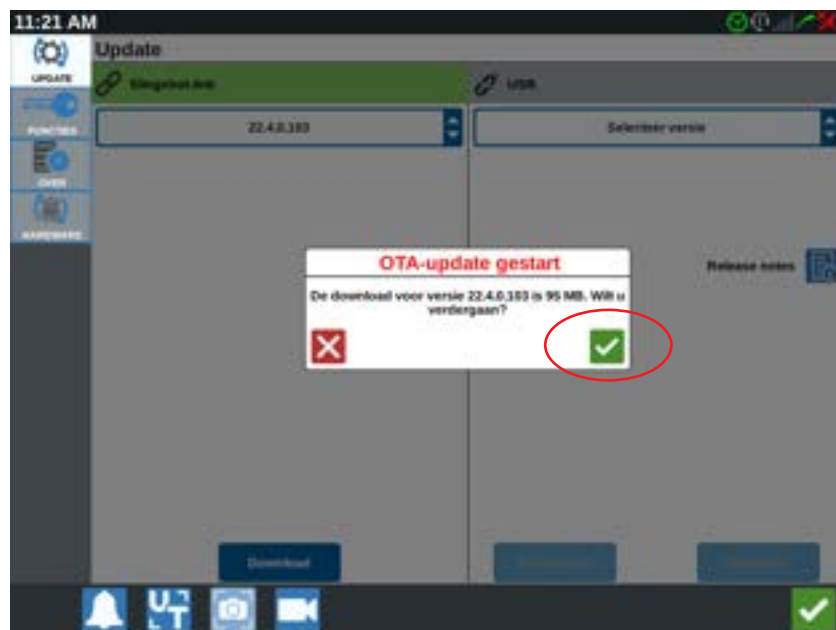 11:21 AM
Update
UPDATE
USB
22.4.0.103
Selecteer versie
FUNCTIES
OVER
HARDWARE
OTA-update gestart
De download voor versie 22.4.0.103 is 95 MB. Wilt u
verdergaan?
Release notes
Download
UT